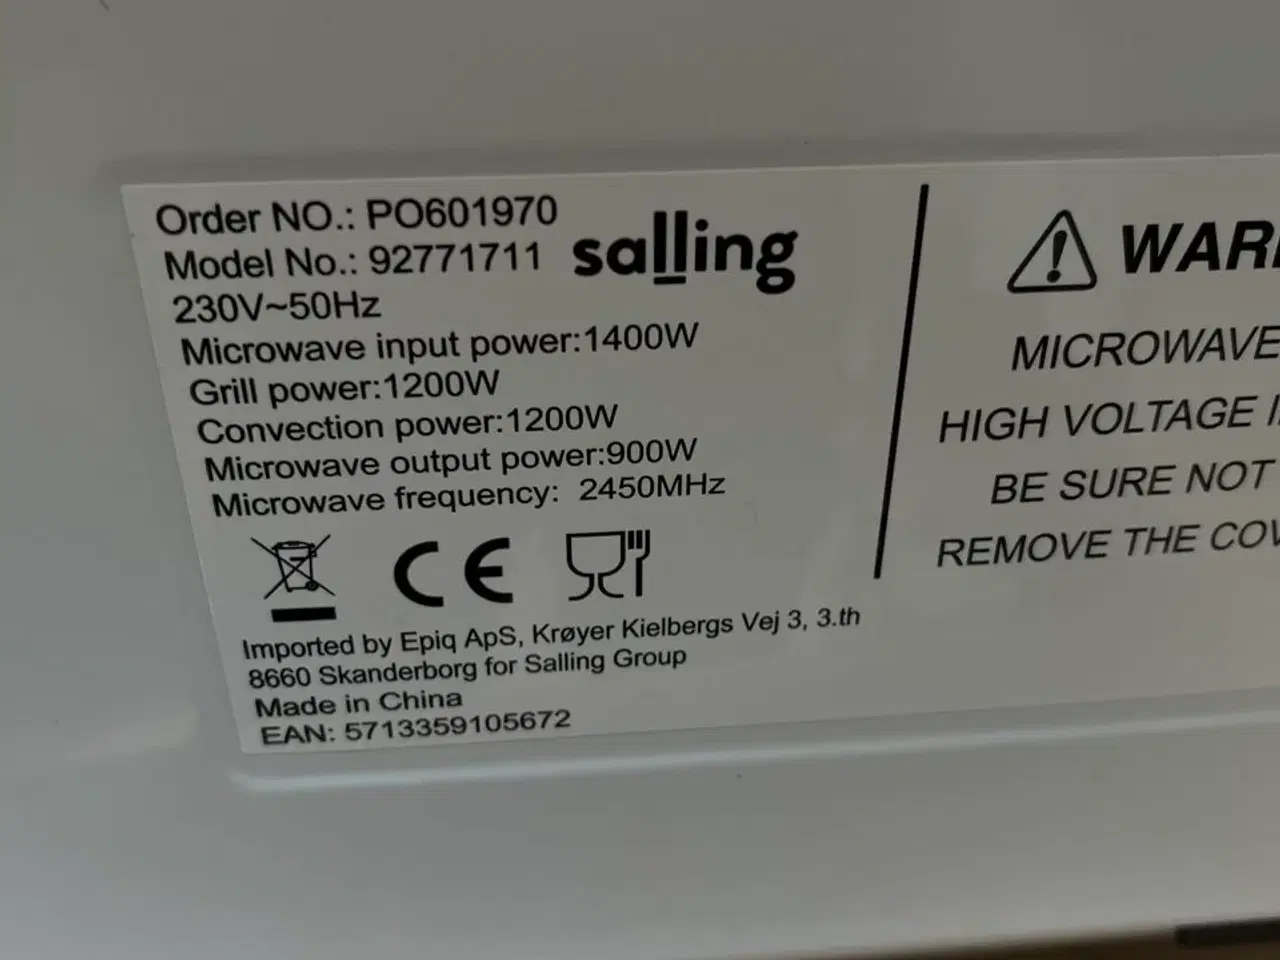 Order NO.: PO601970
Model No.: 92771711
salling
230V~50Hz
Microwave input power:1400W
Grill power:1200W
Convection power:1200W
Microwave output power:900W
Microwave frequency: 2450MHz
CE
Imported by Epiq ApS, Krøyer Kielbergs Vej 3, 3.th
8660 Skanderborg for Salling Group
Made in China
EAN: 5713359105672
MICROWAVE
HIGH VOLTAGE
BE SURE NOT
REMOVE THE